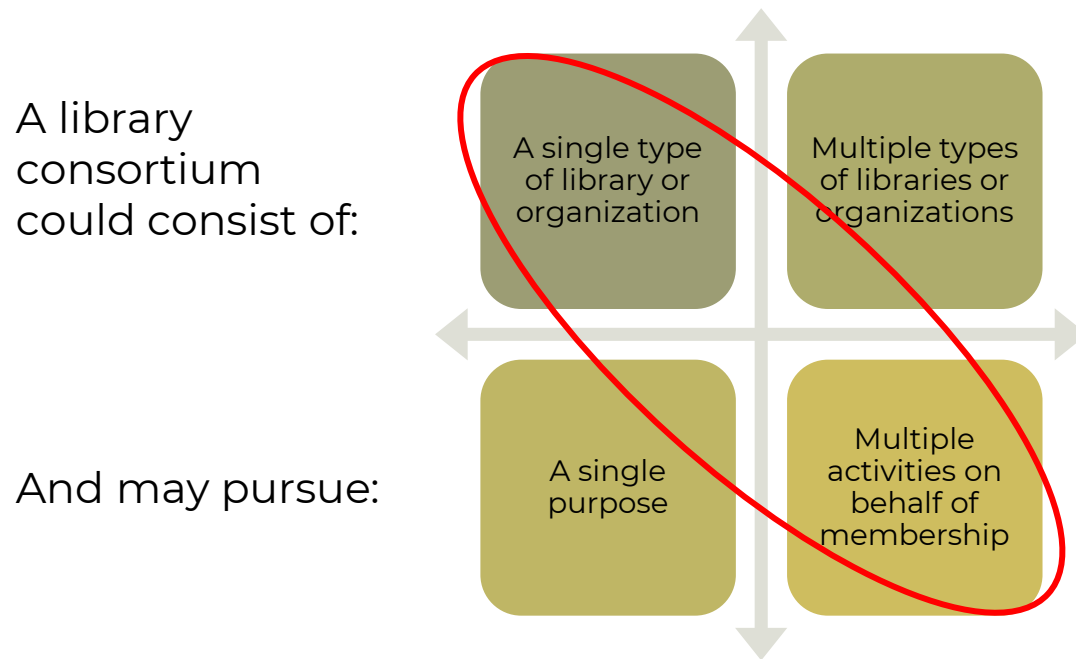 A library
consortium
could consist of:
A single type
of library or
organization
Multiple types
of libraries or
organizations
And may pursue:
A single
purpose
Multiple
activities on
behalf of
membership